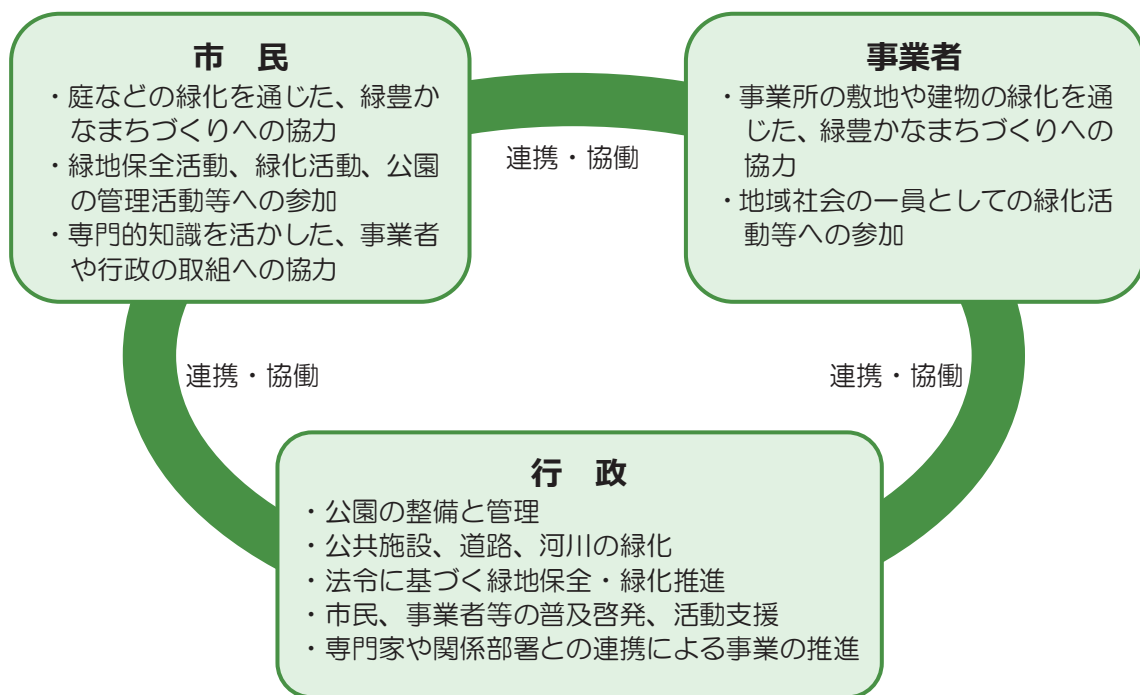 市　民
・庭などの緑化を通じた、緑豊か
なまちづくりへの協力
・緑地保全活動、緑化活動、公園
の管理活動等への参加
・専門的知識を活かした、事業者
や行政の取組への協力
事業者
・事業所の敷地や建物の緑化を通
じた、緑豊かなまちづくりへの
協力
・地域社会の一員としての緑化活
動等への参加
連携・協働
連携・協働
連携・協働
行　政
・公園の整備と管理
・公共施設、道路、河川の緑化
・法令に基づく緑地保全・緑化推進
・市民、事業者等の普及啓発、活動支援
・専門家や関係部署との連携による事業の推進